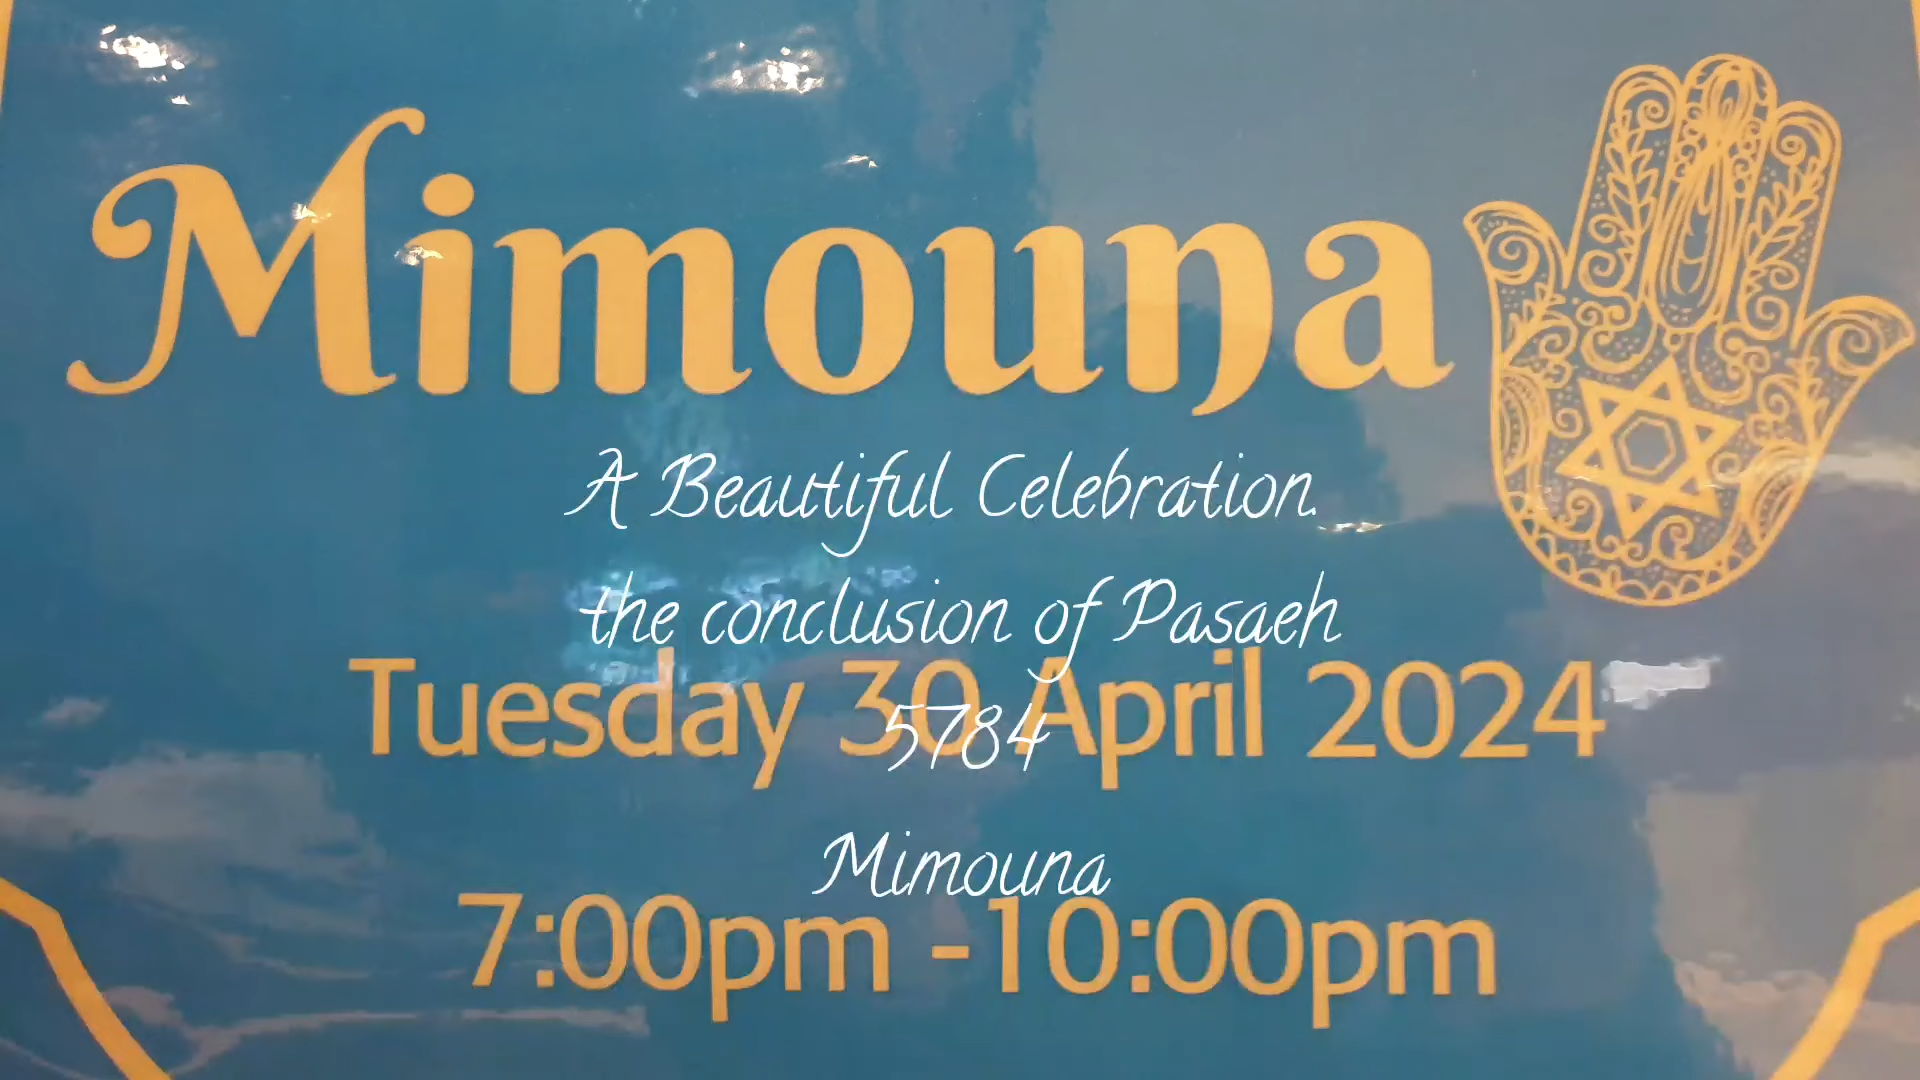 Mimouna
A Beautiful Celebration.
the conclusion of Pasaeh
Tuesday 30 April 2024
5784
Mimouna
7:00pm -10:00pm